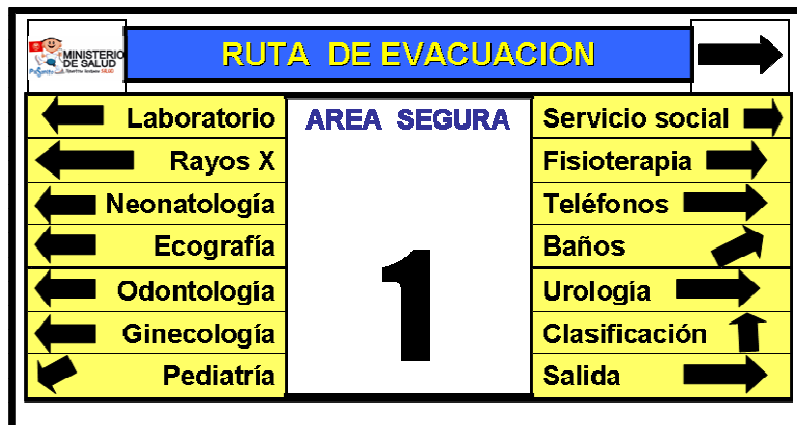 MINISTERIO
DE SALUD
RUTA DE EVACUACION
Laboratorio
Rayos X
Neonatología
Ecografía
Odontología
Ginecología
Pediatría
AREA SEGURA
1
Servicio social
Fisioterapia
Teléfonos
Baños
Urología
Clasificación
Salida